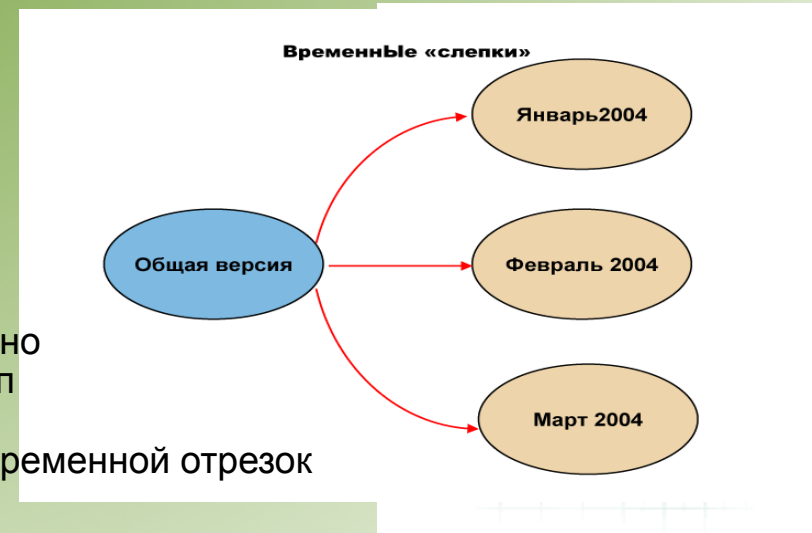 ВременнЫе «слепки»
Январь2004
Общая версия
Февраль 2004
Март 2004
но
п
ременной отрезок